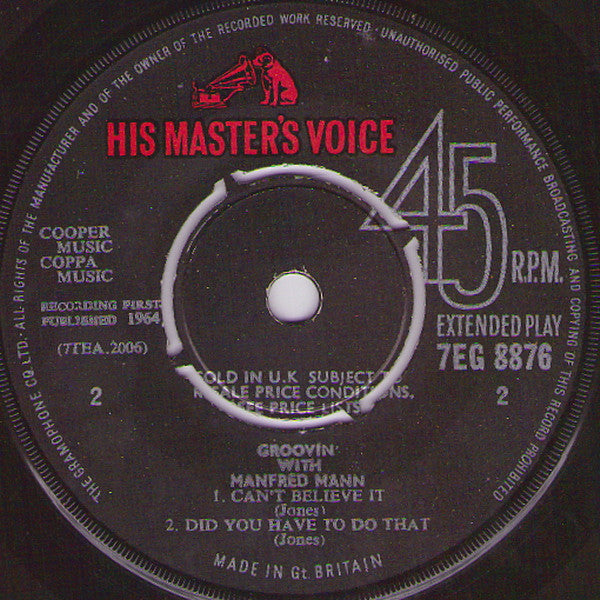 THE GRAMOPHONE CO LTD. ALL RIGHTS OF THE MANUFACTURER AND OF THE OWNER OF THE RECORDED WORK RESERVED · UNAUTHORISED PUBLIC PERFORMANCE BROADCASTING AND COPYING OF THIS RECORD PROHIBITED
HIS MASTER'S VOICE
45
R.P.M.
COOPER
MUSIC
COPPA
MUSIC
RECORDING FIRST
PUBLISHED 1964
EXTENDED PLAY
(7TEA.2006)
7EG 8876
SOLD IN U.K SUBJECT TO
RESALE PRICE CONDITIONS,
SEE PRICE LISTS
2
2
GROOVIN'
WITH
MANFRED MANN
1. CAN'T BELIEVE IT
(Jones)
2. DID YOU HAVE TO DO THAT
(Jones)
MADE IN Gt. BRITAIN